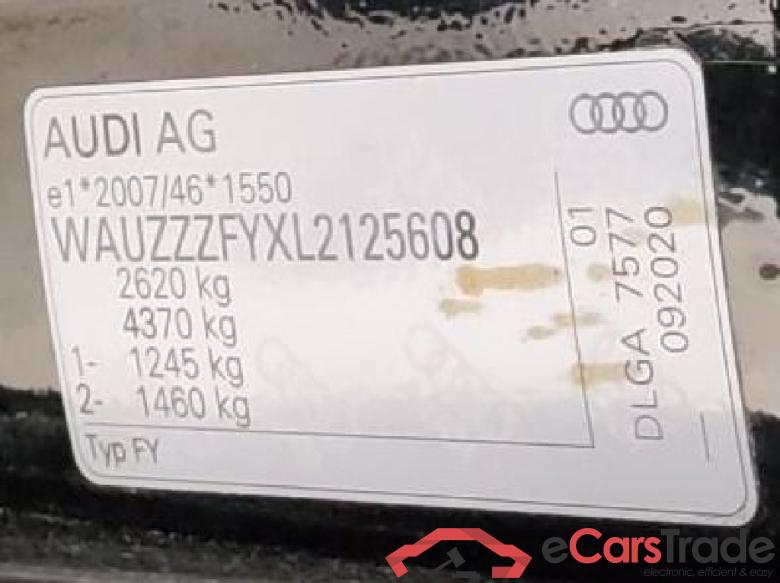 AUDI AG
e1*2007/46*1550
WAUZZZFYXL2125608
2620 kg
4370 kg
1- 1245 kg
2- 1460 kg
Typ FY
01
DLGA 7577
092020
eCarsTrade
electronic, efficient & easy